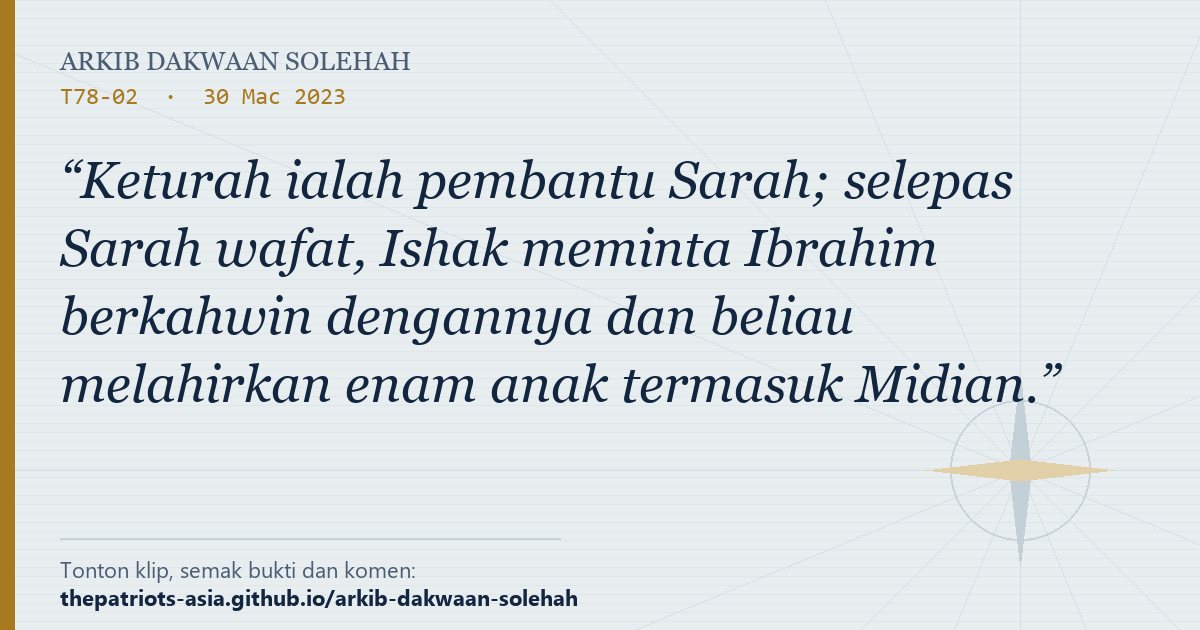 ARKIB DAKWAAN SOLEHAH
T78-02 · 30 Mac 2023
“Keturah ialah pembantu Sarah; selepas
Sarah wafat, Ishak meminta Ibrahim
berkahwin dengannya dan beliau
melahirkan enam anak termasuk Midian.”
Tonton klip, semak bukti dan komen:
thepatriots-asia.github.io/arkib-dakwaan-solehah